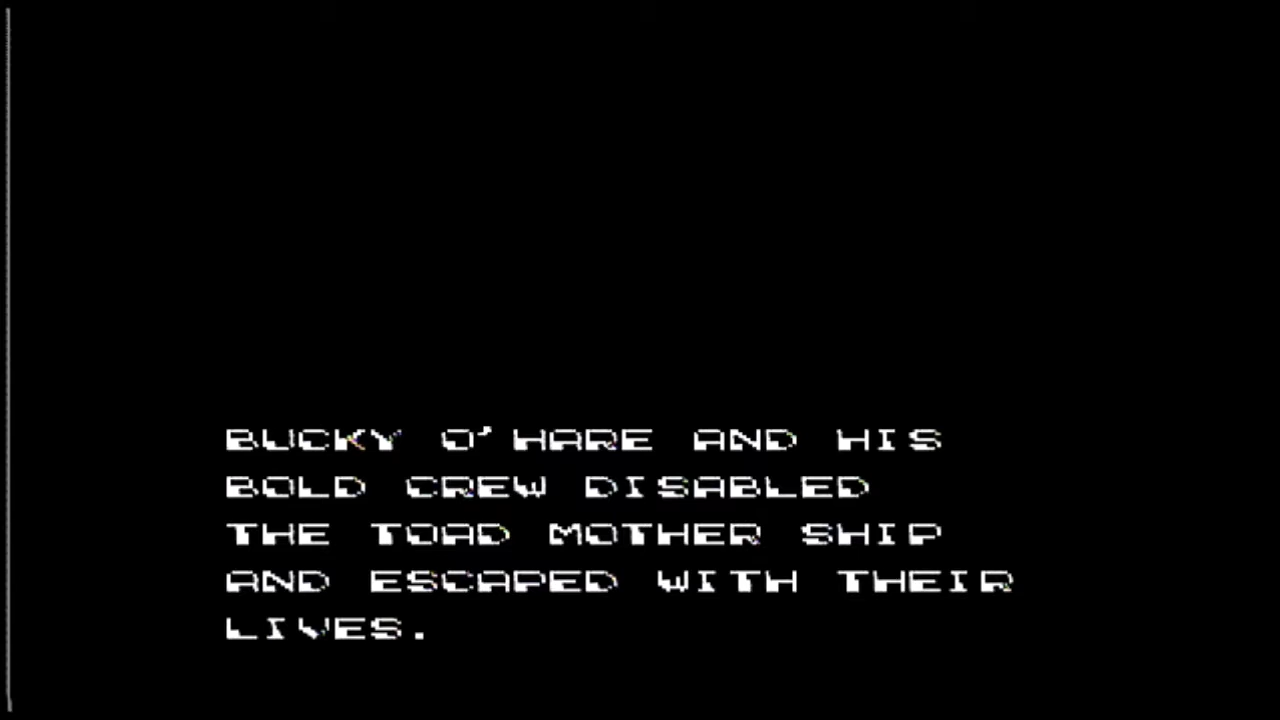 BUCKY O'HARE AND HIS
BOLD CREW DISABLED
THE TOAD MOTHER SHIP
AND ESCAPED WITH THEIR
LIVES.